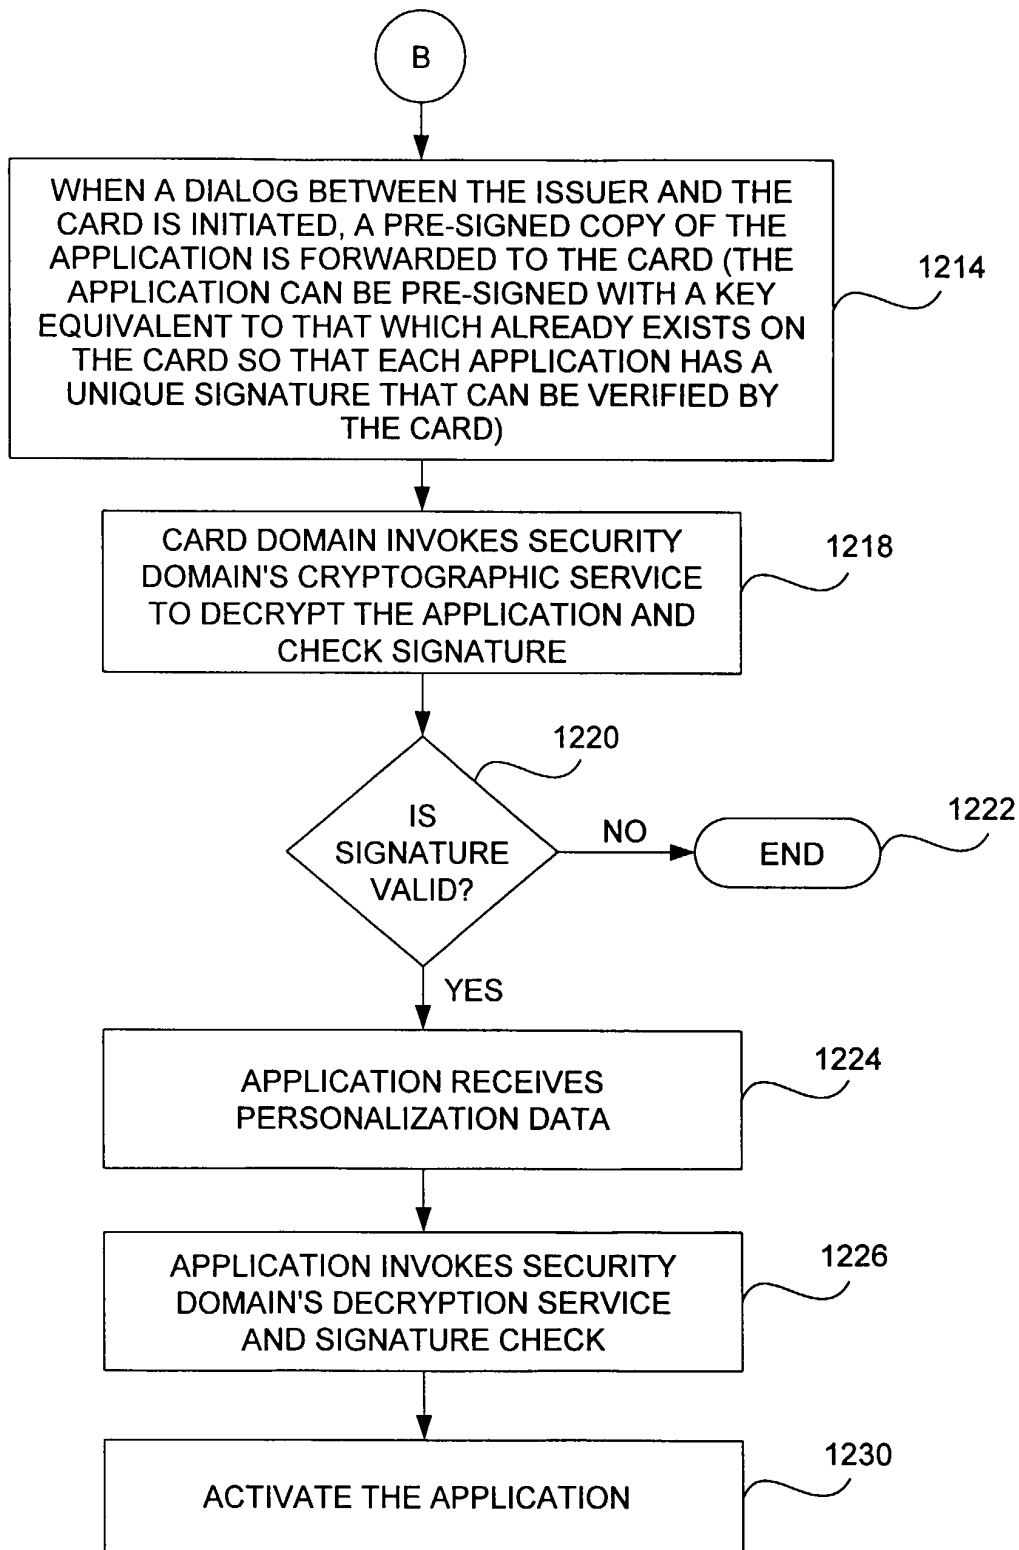 B
WHEN A DIALOG BETWEEN THE ISSUER AND THE
CARD IS INITIATED, A PRE-SIGNED COPY OF THE
APPLICATION IS FORWARDED TO THE CARD (THE
APPLICATION CAN BE PRE-SIGNED WITH A KEY
EQUIVALENT TO THAT WHICH ALREADY EXISTS ON
THE CARD SO THAT EACH APPLICATION HAS A
UNIQUE SIGNATURE THAT CAN BE VERIFIED BY
THE CARD)
1214
CARD DOMAIN INVOKES SECURITY
DOMAIN'S CRYPTOGRAPHIC SERVICE
TO DECRYPT THE APPLICATION AND
CHECK SIGNATURE
1218
IS
SIGNATURE
VALID?
1220
NO
END
1222
YES
APPLICATION RECEIVES
PERSONALIZATION DATA
1224
APPLICATION INVOKES SECURITY
DOMAIN'S DECRYPTION SERVICE
AND SIGNATURE CHECK
1226
ACTIVATE THE APPLICATION
1230